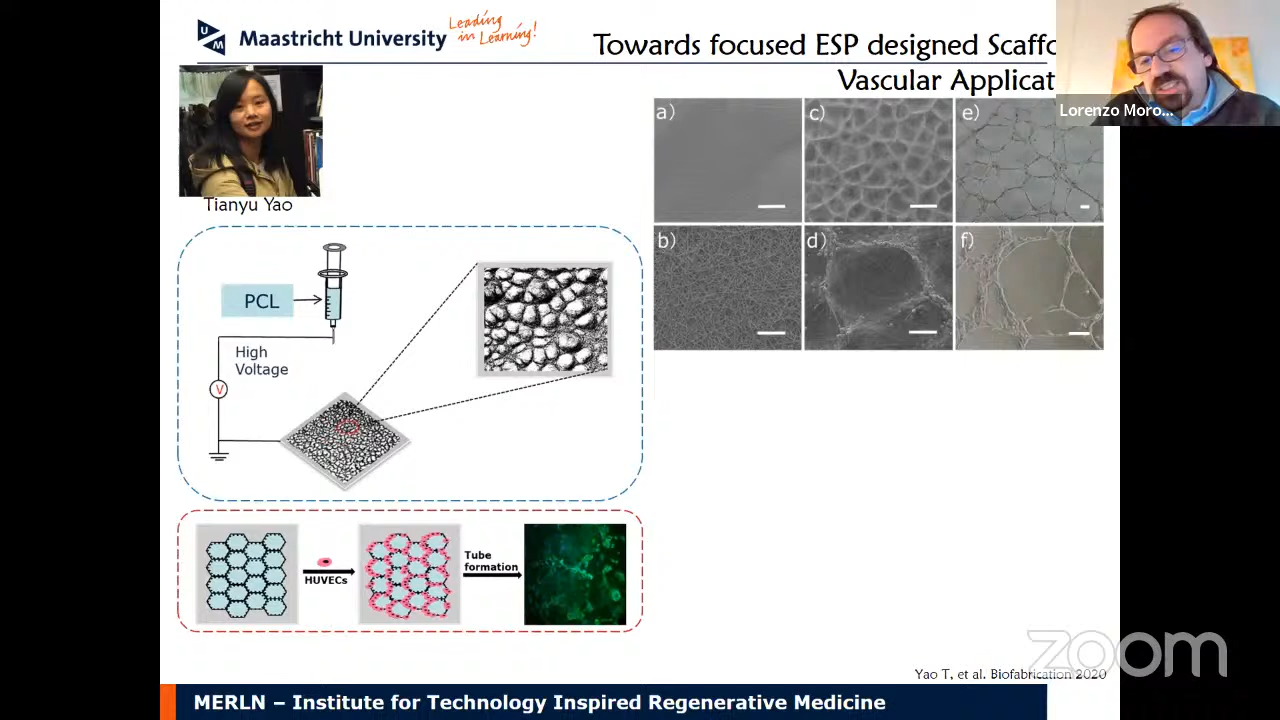 UM
Maastricht University
Leading
in Learning!
Towards focused ESP designed Scaffo
Vascular Applicat
Lorenzo Moro...
Tianyu Yao
a)
c)
e)
b)
d)
f)
PCL
High
Voltage
V
HUVECs
Tube
formation
zoom
Yao T, et al. Biofabrication 2020
MERLN – Institute for Technology Inspired Regenerative Medicine